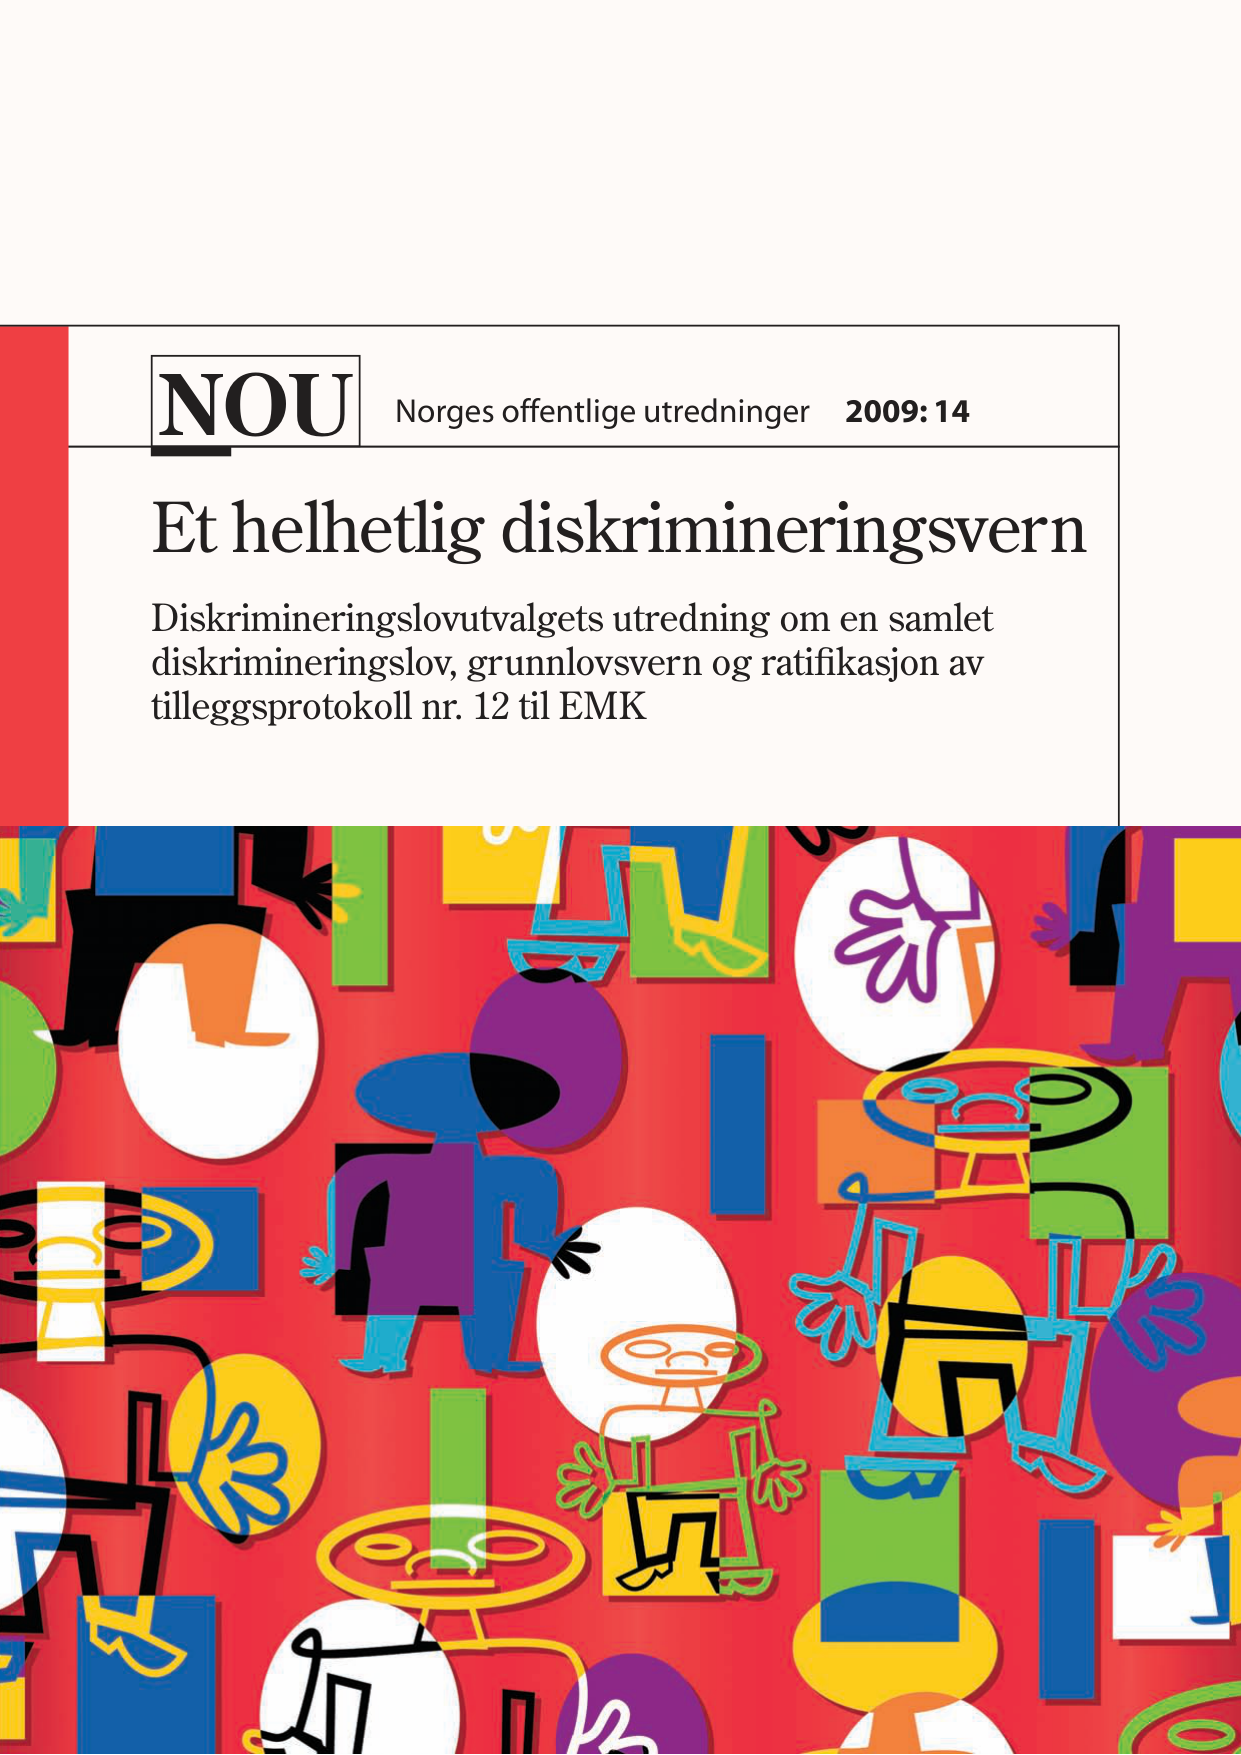 NOU
Norges offentlige utredninger 2009: 14
Et helhetlig diskrimineringsvern
Diskrimineringslovutvalgets utredning om en samlet
diskrimineringslov, grunnlovsvern og ratifikasjon av
tilleggsprotokoll nr. 12 til EMK